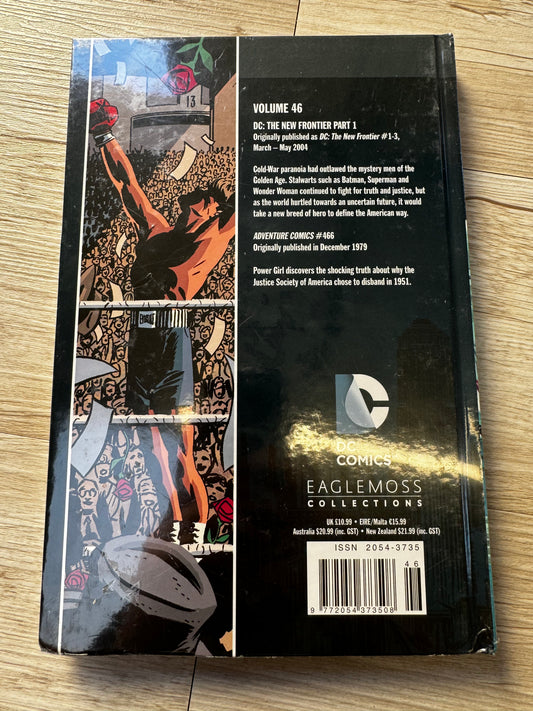 13
VOLUME 46
DC: THE NEW FRONTIER PART 1
Originally published as DC: The New Frontier #1-3,
March – May 2004
Cold-War paranoia had outlawed the mystery men of the
Golden Age. Stalwarts such as Batman, Superman and
Wonder Woman continued to fight for truth and justice, but
as the world hurtled towards an uncertain future, it would
take a new breed of hero to define the American way.
ADVENTURE COMICS #466
Originally published in December 1979
Power Girl discovers the shocking truth about why the
Justice Society of America chose to disband in 1951.
DC
DC
COMICS
EAGLEMOSS
COLLECTIONS
UK £10.99 • EIRE/Malta €15.99
Australia $20.99 (inc. GST) • New Zealand $21.99 (inc. GST)
ISSN 2054-3735
46
9 772054 373508